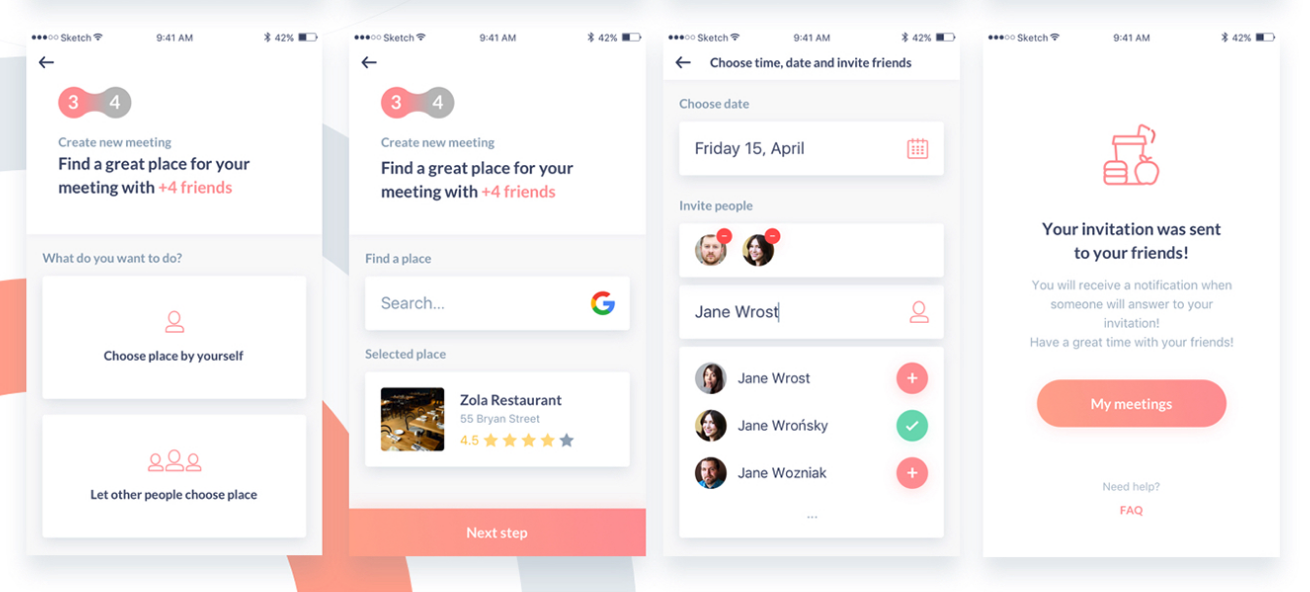 Sketch 9:41 AM 42%
3 4
Create new meeting
Find a great place for your
meeting with +4 friends
What do you want to do?
Choose place by yourself
Let other people choose place
Sketch 9:41 AM 42%
3 4
Create new meeting
Find a great place for your
meeting with +4 friends
Find a place
Search...
Selected place
Zola Restaurant
55 Bryan Street
4.5
Next step
Sketch 9:41 AM 42%
Choose time, date and invite friends
Choose date
Friday 15, April
Invite people
Jane Wrost
Jane Wrost
Jane Wrońsky
Jane Wozniak
...
Sketch 9:41 AM 42%
Your invitation was sent
to your friends!
You will receive a notification when
someone will answer to your
invitation!
Have a great time with your friends!
My meetings
Need help?
FAQ